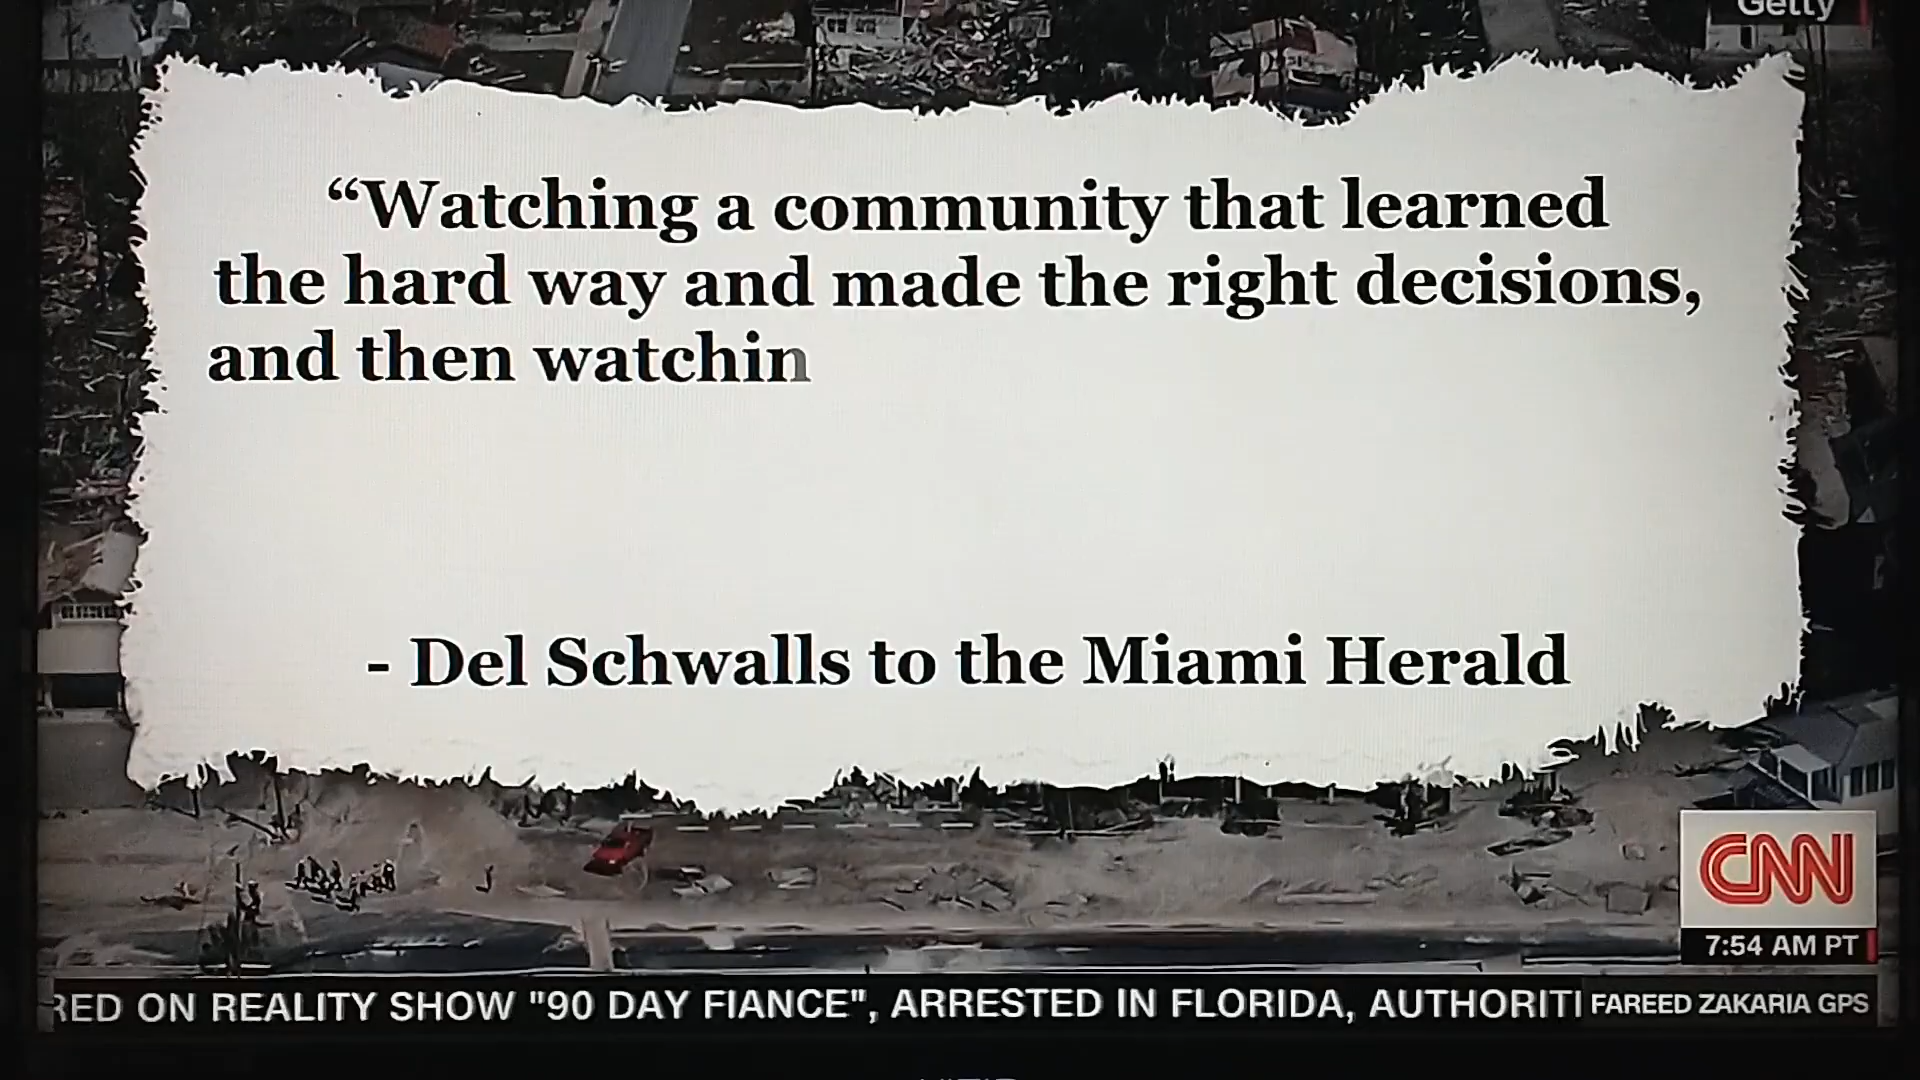 Getty
“Watching a community that learned
the hard way and made the right decisions,
and then watchin
- Del Schwalls to the Miami Herald
CNN
7:54 AM PT
RED ON REALITY SHOW "90 DAY FIANCE", ARRESTED IN FLORIDA, AUTHORITI
FAREED ZAKARIA GPS